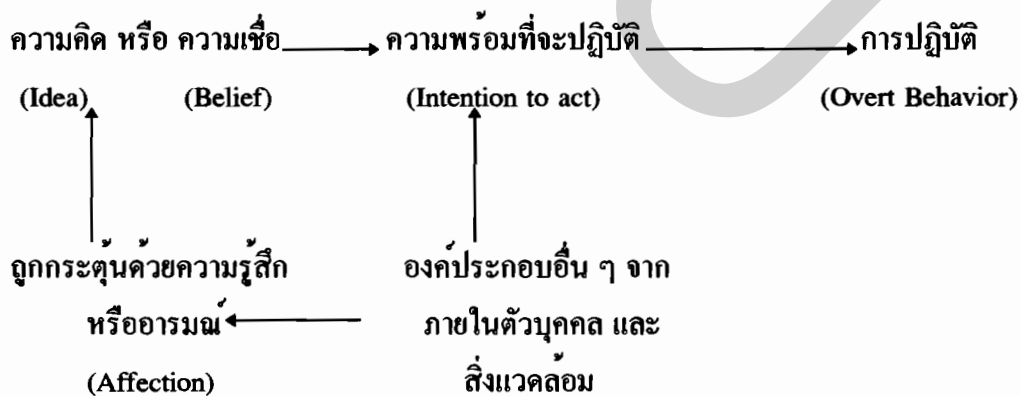 ความคิด หรือ ความเชื่อ ความพร้อมที่จะปฏิบัติ การปฏิบัติ
(Idea) (Belief) (Intention to act) (Overt Behavior)
ถูกกระตุ้นด้วยความรู้สึก องค์ประกอบอื่น ๆ จาก
หรืออารมณ์ ภายในตัวบุคคล และ
(Affection) สิ่งแวดล้อม